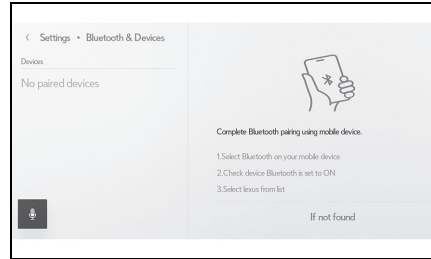 < Settings • Bluetooth & Devices
Devices
No paired devices
Complete Bluetooth pairing using mobile device.
1.Select Bluetooth on your mobile device
2.Check device Bluetooth is set to ON
3.Select lexus from list
If not found